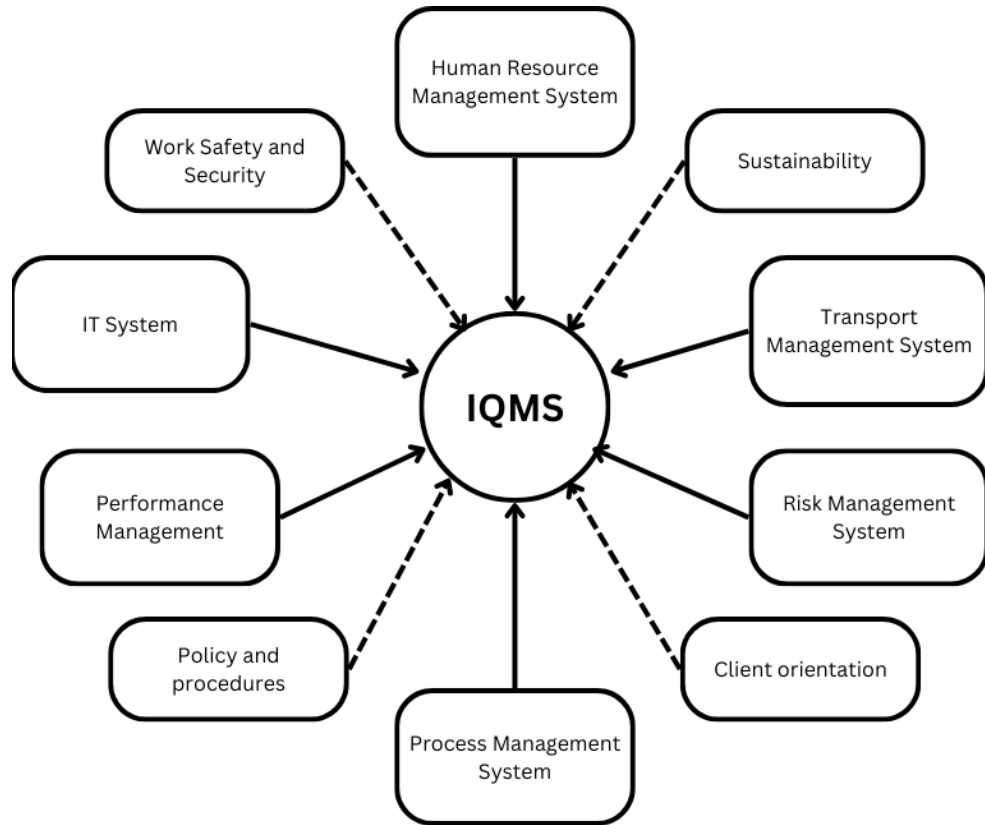 Human Resource
Management System
Work Safety and
Security
Sustainability
IT System
Transport
Management System
IQMS
Performance
Management
Risk Management
System
Policy and
procedures
Client orientation
Process Management
System